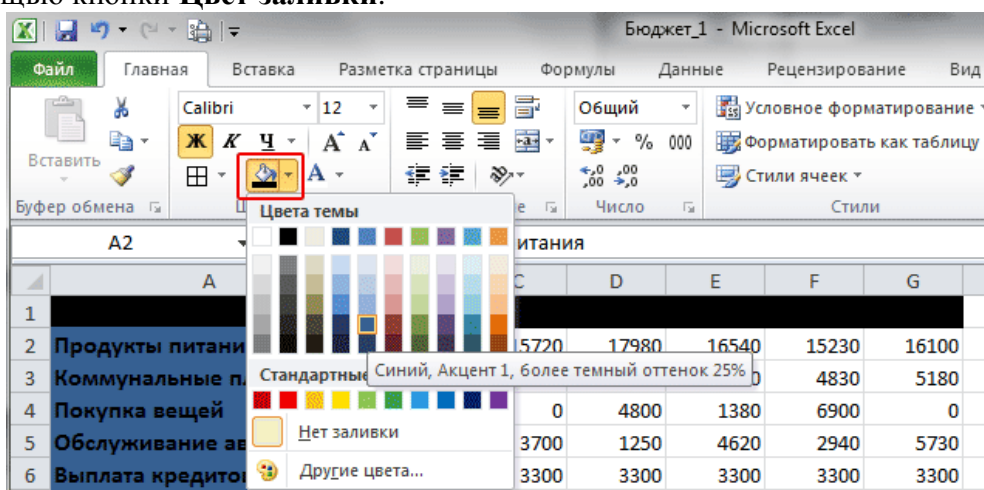 кнопки Цвет заливки.
Бюджет_1 - Microsoft Excel
Файл Главная Вставка Разметка страницы Формулы Данные Рецензирование Вид
Calibri 12 Общий Условное форматирование
Ж К Ч А А % 000 Форматировать как таблицу
Вставить А Стили ячеек
Буфер обмена Число Стили
Цвета темы
A2 итания
A C D E F G
1
2 Продукты питани 15720 17980 16540 15230 16100
Синий, Акцент 1, более темный оттенок 25%
3 Коммунальные 4830 5180
4 Покупка вещей 0 4800 1380 6900 0
5 Обслуживание 3700 1250 4620 2940 5730
Нет заливки
6 Выплата 3300 3300 3300 3300 3300
Другие цвета...